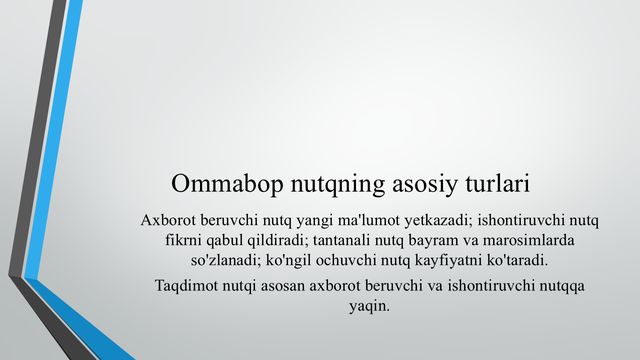 Ommabop nutqning asosiy turlari
Axborot beruvchi nutq yangi ma'lumot yetkazadi; ishontiruvchi nutq
fikrni qabul qildiradi; tantanali nutq bayram va marosimlarda
so'zlanadi; ko'ngil ochuvchi nutq kayfiyatni ko'taradi.
Taqdimot nutqi asosan axborot beruvchi va ishontiruvchi nutqqa
yaqin.